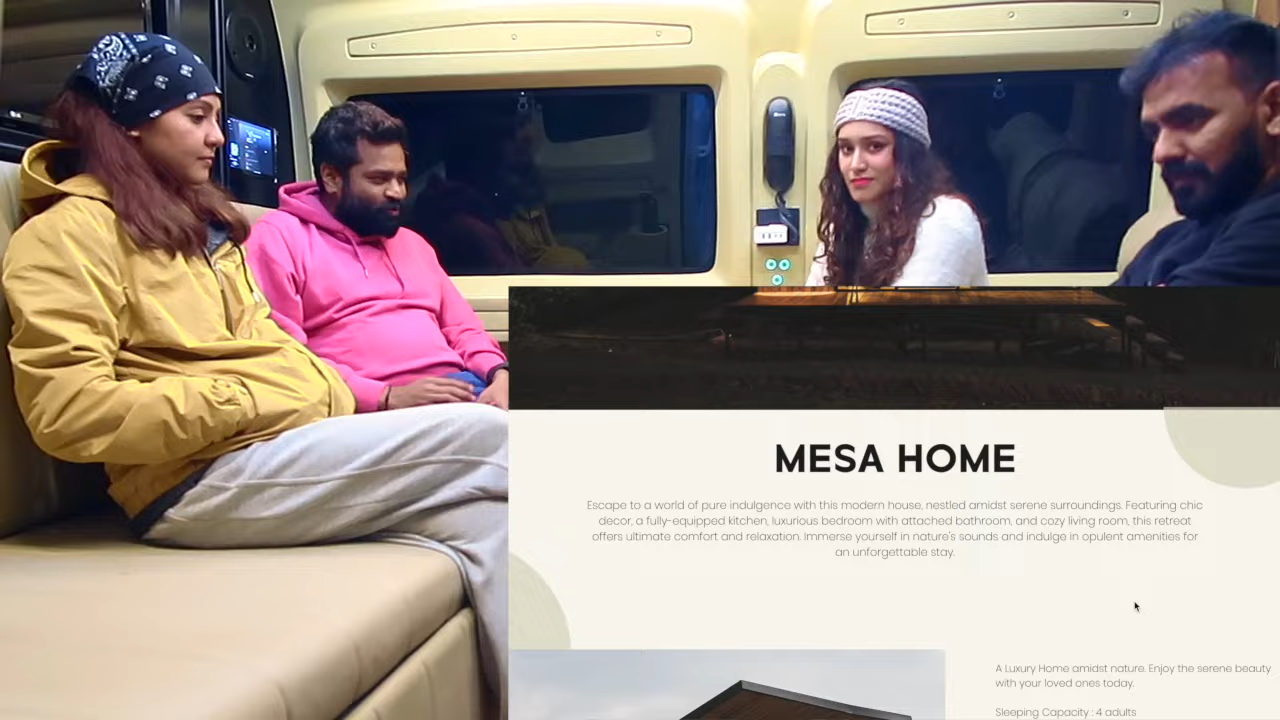 MESA HOME
Escape to a world of pure indulgence with this modern house, nestled amidst serene surroundings. Featuring chic
decor, a fully-equipped kitchen, luxurious bedroom with attached bathroom, and cozy living room, this retreat
offers ultimate comfort and relaxation. Immerse yourself in nature's sounds and indulge in opulent amenities for
an unforgettable stay.
A Luxury Home amidst nature. Enjoy the serene beauty
with your loved ones today.
Sleeping Capacity : 4 adults